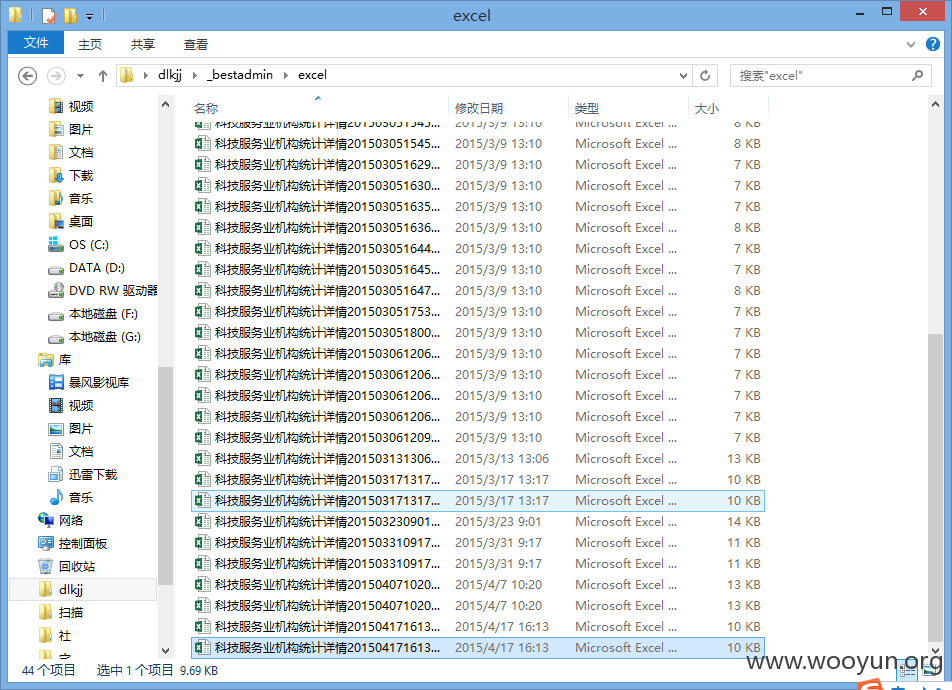 excel
文件 主页 共享 查看
dlkjj _bestadmin excel 搜索"excel"
名称 修改日期 类型 大小
视频
图片
文档
下载
音乐
桌面
OS (C:)
DATA (D:)
DVD RW 驱动器
本地磁盘 (F:)
本地磁盘 (G:)
库
暴风影视库
视频
图片
文档
迅雷下载
音乐
网络
控制面板
回收站
dlkjj
扫描
社
科技服务业机构统计详情201503051545... 2015/3/9 13:10 Microsoft Excel ... 8 KB
科技服务业机构统计详情201503051545... 2015/3/9 13:10 Microsoft Excel ... 8 KB
科技服务业机构统计详情201503051629... 2015/3/9 13:10 Microsoft Excel ... 7 KB
科技服务业机构统计详情201503051630... 2015/3/9 13:10 Microsoft Excel ... 7 KB
科技服务业机构统计详情201503051635... 2015/3/9 13:10 Microsoft Excel ... 7 KB
科技服务业机构统计详情201503051636... 2015/3/9 13:10 Microsoft Excel ... 8 KB
科技服务业机构统计详情201503051644... 2015/3/9 13:10 Microsoft Excel ... 7 KB
科技服务业机构统计详情201503051645... 2015/3/9 13:10 Microsoft Excel ... 7 KB
科技服务业机构统计详情201503051647... 2015/3/9 13:10 Microsoft Excel ... 8 KB
科技服务业机构统计详情201503051753... 2015/3/9 13:10 Microsoft Excel ... 7 KB
科技服务业机构统计详情201503051800... 2015/3/9 13:10 Microsoft Excel ... 7 KB
科技服务业机构统计详情201503061206... 2015/3/9 13:10 Microsoft Excel ... 7 KB
科技服务业机构统计详情201503061206... 2015/3/9 13:10 Microsoft Excel ... 7 KB
科技服务业机构统计详情201503061206... 2015/3/9 13:10 Microsoft Excel ... 7 KB
科技服务业机构统计详情201503061206... 2015/3/9 13:10 Microsoft Excel ... 7 KB
科技服务业机构统计详情201503061209... 2015/3/9 13:10 Microsoft Excel ... 7 KB
科技服务业机构统计详情201503131306... 2015/3/13 13:06 Microsoft Excel ... 13 KB
科技服务业机构统计详情201503171317... 2015/3/17 13:17 Microsoft Excel ... 10 KB
科技服务业机构统计详情201503171317... 2015/3/17 13:17 Microsoft Excel ... 10 KB
科技服务业机构统计详情201503230901... 2015/3/23 9:01 Microsoft Excel ... 14 KB
科技服务业机构统计详情201503310917... 2015/3/31 9:17 Microsoft Excel ... 11 KB
科技服务业机构统计详情201503310917... 2015/3/31 9:17 Microsoft Excel ... 11 KB
科技服务业机构统计详情201504071020... 2015/4/7 10:20 Microsoft Excel ... 13 KB
科技服务业机构统计详情201504071020... 2015/4/7 10:20 Microsoft Excel ... 13 KB
科技服务业机构统计详情201504171613... 2015/4/17 16:13 Microsoft Excel ... 10 KB
科技服务业机构统计详情201504171613... 2015/4/17 16:13 Microsoft Excel ... 10 KB
44 个项目 选中 1 个项目 9.69 KB
www.wooyun.org